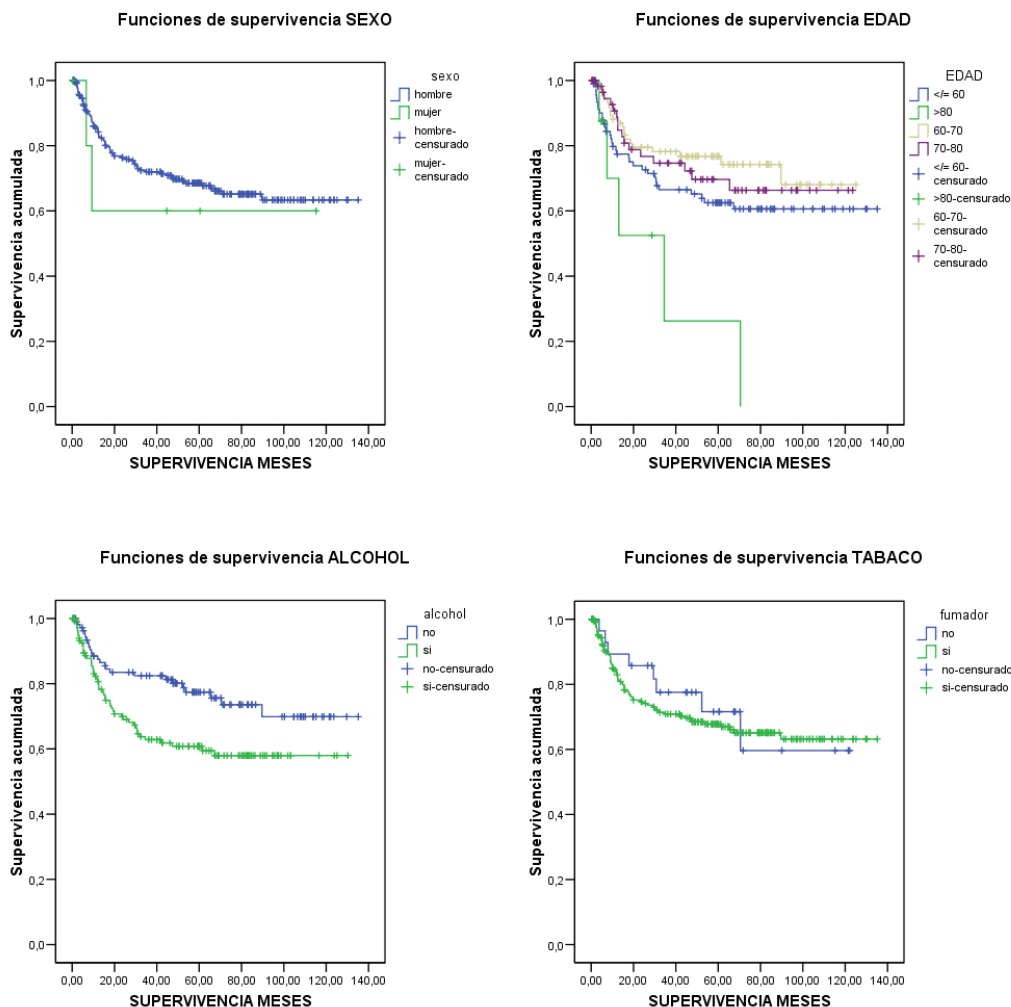 Funciones de supervivencia SEXO
Supervivencia acumulada
1,0
0,8
0,6
0,4
0,2
0,0
0,00 20,00 40,00 60,00 80,00 100,00 120,00 140,00
SUPERVIVENCIA MESES
sexo
hombre
mujer
hombre-
censurado
mujer-
censurado
Funciones de supervivencia EDAD
Supervivencia acumulada
1,0
0,8
0,6
0,4
0,2
0,0
0,00 20,00 40,00 60,00 80,00 100,00 120,00 140,00
SUPERVIVENCIA MESES
EDAD
</= 60
>80
60-70
70-80
</= 60-
censurado
>80-censurado
60-70-
censurado
70-80-
censurado
Funciones de supervivencia ALCOHOL
Supervivencia acumulada
1,0
0,8
0,6
0,4
0,2
0,0
0,00 20,00 40,00 60,00 80,00 100,00 120,00 140,00
SUPERVIVENCIA MESES
alcohol
no
si
no-censurado
si-censurado
Funciones de supervivencia TABACO
Supervivencia acumulada
1,0
0,8
0,6
0,4
0,2
0,0
0,00 20,00 40,00 60,00 80,00 100,00 120,00 140,00
SUPERVIVENCIA MESES
fumador
no
si
no-censurado
si-censurado